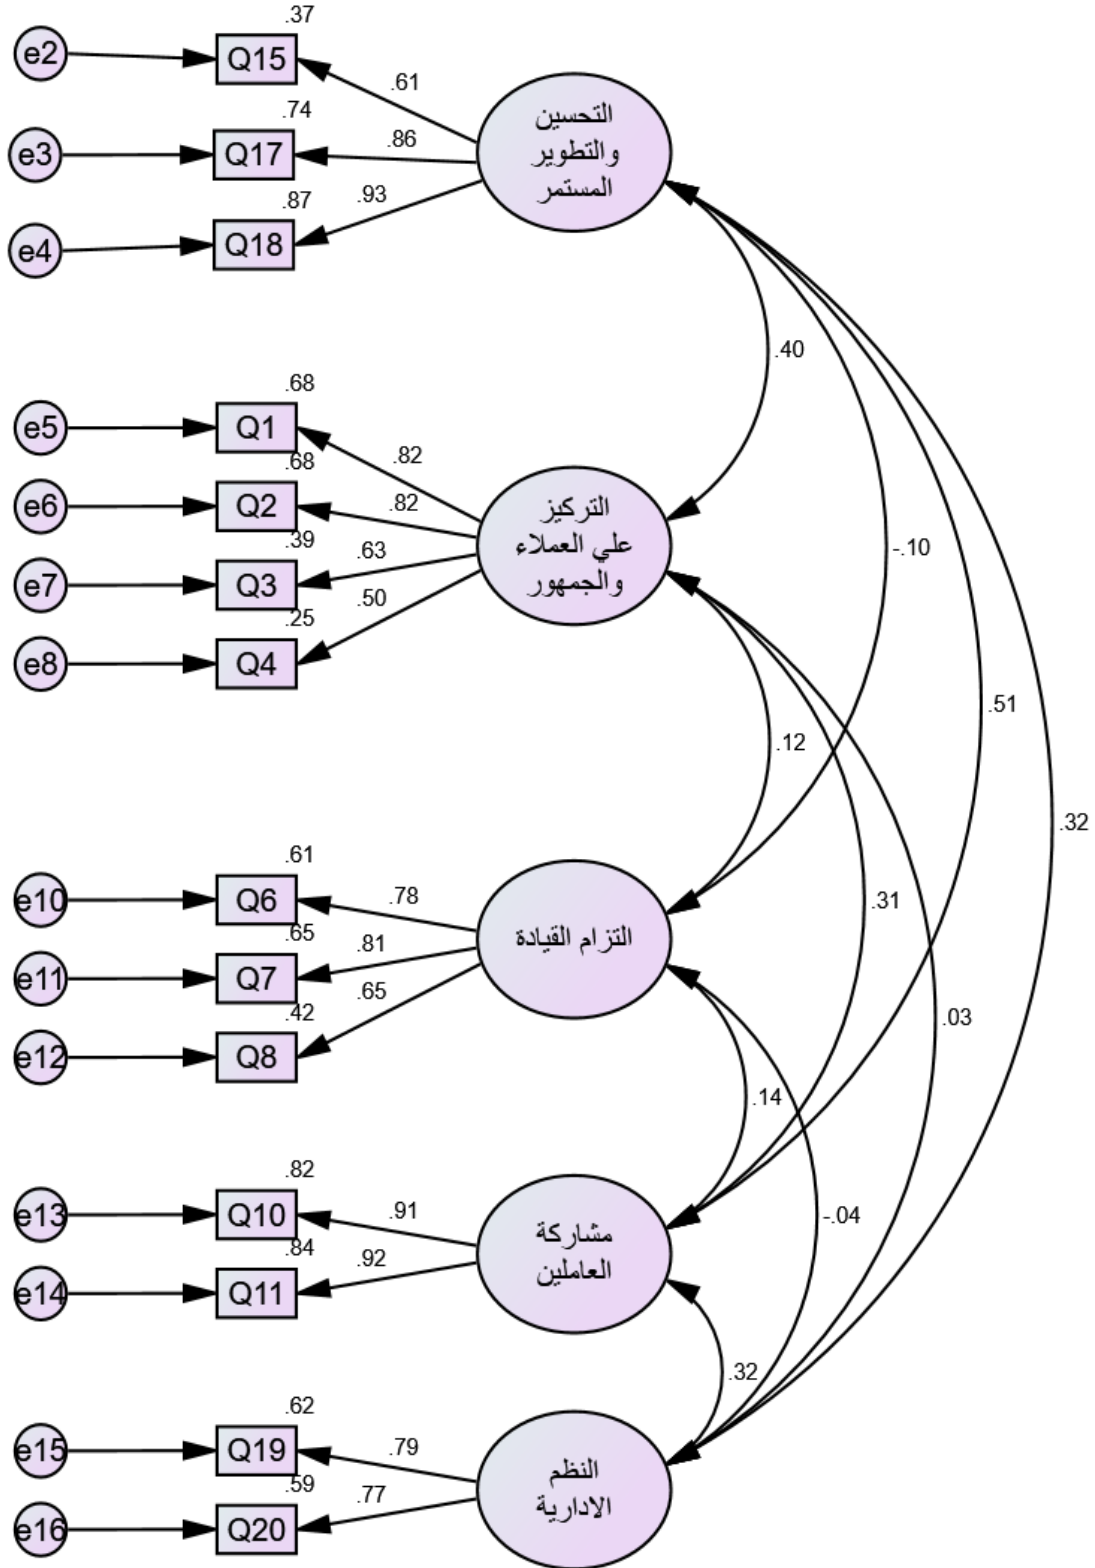 .37
e2
Q15
.61
.74
e3
Q17
.86
.87
e4
Q18
.93
التحسين
والتطوير
المستمر
.40
.68
e5
Q1
.82
.68
e6
Q2
.82
.39
e7
Q3
.63
.25
e8
Q4
.50
التركيز
علي العملاء
والجمهور
-.10
.51
.12
.32
.61
e10
Q6
.78
.65
e11
Q7
.81
.42
e12
Q8
.65
التزام القيادة
.31
.03
.14
.82
e13
Q10
.91
.84
e14
Q11
.92
مشاركة
العاملين
-.04
.32
.62
e15
Q19
.79
.59
e16
Q20
.77
النظم
الادارية